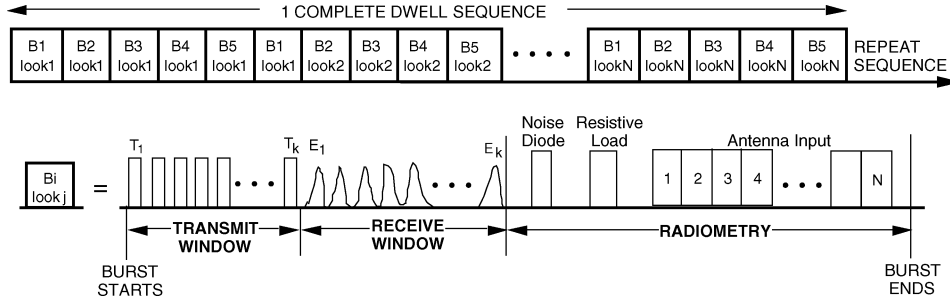 1 COMPLETE DWELL SEQUENCE
B1 B2 B3 B4 B5 B1 B2 B3 B4 B5 • • • • B1 B2 B3 B4 B5 REPEAT
look1 look1 look1 look1 look1 look1 look2 look2 look2 look2 lookN lookN lookN lookN lookN SEQUENCE
Noise Resistive
Diode Load Antenna Input
T1 Tk E1 Ek
Bi
look j = • • • • • • 1 2 3 4 • • • N
TRANSMIT RECEIVE RADIOMETRY
WINDOW WINDOW
BURST BURST
STARTS ENDS